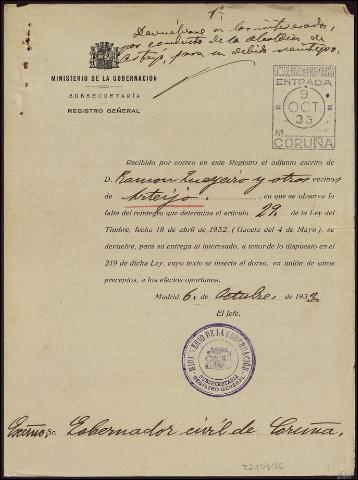 1º
Devuélvase a los interesados,
por conducto de la alcaldía de
Arteijo, para su debido reintegro.
MINISTERIO DE LA GOBERNACIÓN
SUBSECRETARÍA
REGISTRO GENERAL
GOBIERNO DE PROVINCIA
ENTRADA
9
OCT.
33
Nº
CORUÑA
Recibido por correo en este Registro el adjunto escrito de
D. Ramon y otros vecinos
de Arteijo, en que se observa la
falta del reintegro que determina el artículo 29. de la Ley del
Timbre, fecha 18 de abril de 1932, (Gaceta del 4 de Mayo), se
devuelve, para su entrega al interesado, a tenor de lo dispuesto en el
219 de dicha Ley, cuyo texto se inserta al dorso, en unión de otros
preceptos, a los efectos oportunos.
Madrid, 6. de Octubre, de 1933.
El Jefe,
MINISTERIO DE LA GOBERNACIÓN
SUBSECRETARIA
REGISTRO GENERAL
Excmo. Sr. Gobernador civil de Coruña.